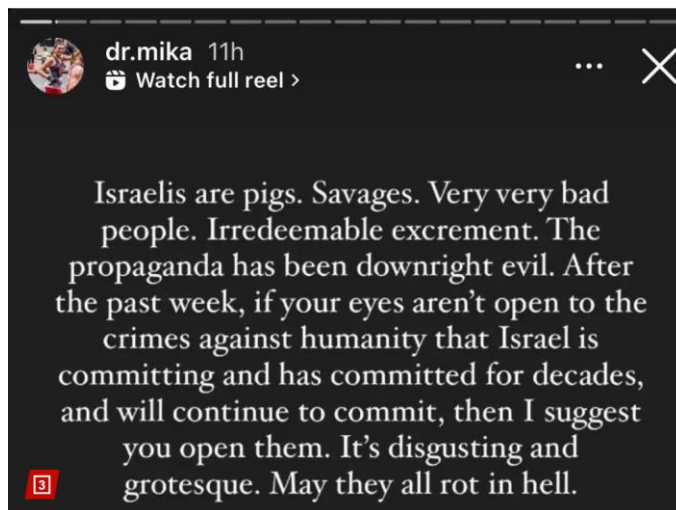 dr.mika 11h
Watch full reel >
Israelis are pigs. Savages. Very very bad
people. Irredeemable excrement. The
propaganda has been downright evil. After
the past week, if your eyes aren’t open to the
crimes against humanity that Israel is
committing and has committed for decades,
and will continue to commit, then I suggest
you open them. It’s disgusting and
grotesque. May they all rot in hell.
3